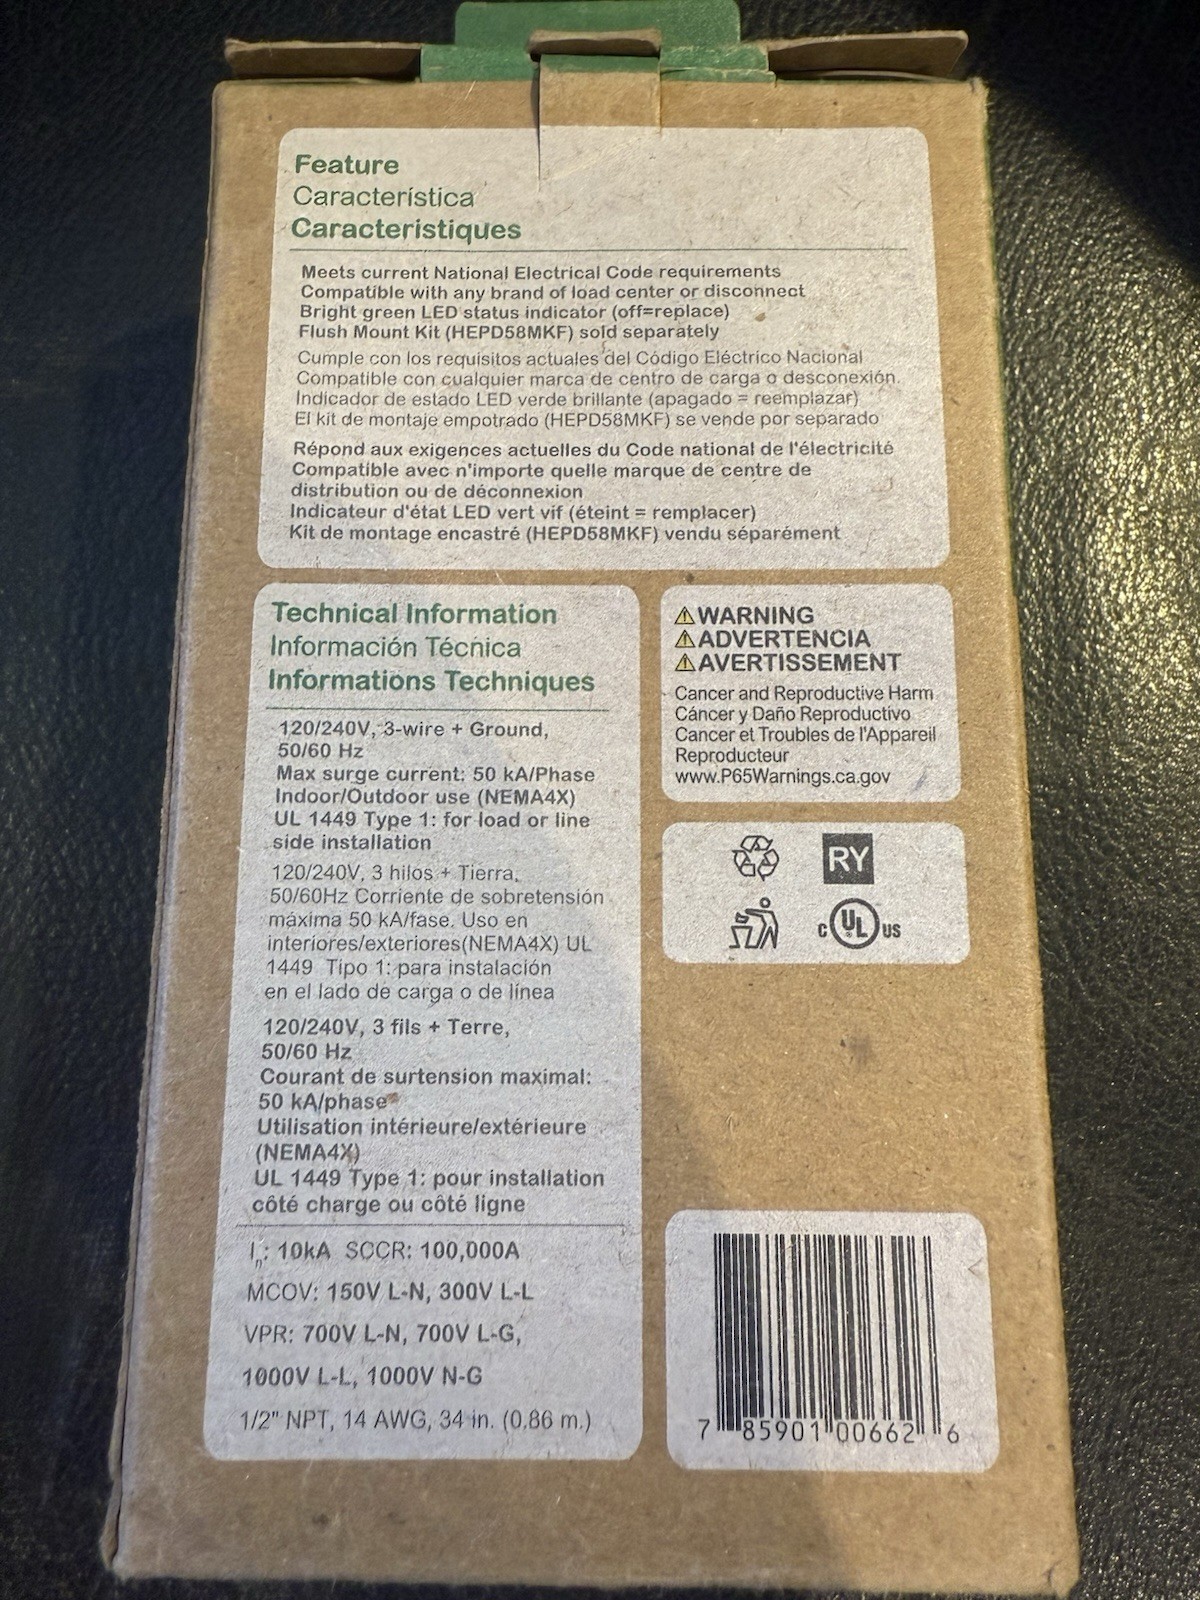 Feature
Característica
Caracteristiques
Meets current National Electrical Code requirements
Compatible with any brand of load center or disconnect
Bright green LED status indicator (off=replace)
Flush Mount Kit (HEPD58MKF) sold separately
Cumple con los requisitos actuales del Código Eléctrico Nacional
Compatible con cualquier marca de centro de carga o desconexión.
Indicador de estado LED verde brillante (apagado = reemplazar)
El kit de montaje empotrado (HEPD58MKF) se vende por separado
Répond aux exigences actuelles du Code national de l'électricité
Compatible avec n'importe quelle marque de centre de
distribution ou de déconnexion
Indicateur d'état LED vert vif (éteint = remplacer)
Kit de montage encastré (HEPD58MKF) vendu séparément
Technical Information
Información Técnica
Informations Techniques
120/240V, 3-wire + Ground,
50/60 Hz
Max surge current: 50 kA/Phase
Indoor/Outdoor use (NEMA4X)
UL 1449 Type 1: for load or line
side installation
120/240V, 3 hilos + Tierra,
50/60Hz Corriente de sobretensión
máxima 50 kA/fase. Uso en
interiores/exteriores(NEMA4X) UL
1449 Tipo 1: para instalación
en el lado de carga o de línea
120/240V, 3 fils + Terre,
50/60 Hz
Courant de surtension maximal:
50 kA/phase
Utilisation intérieure/extérieure
(NEMA4X)
UL 1449 Type 1: pour installation
côté charge ou côté ligne
In: 10kA SCCR: 100,000A
MCOV: 150V L-N, 300V L-L
VPR: 700V L-N, 700V L-G,
1000V L-L, 1000V N-G
1/2" NPT, 14 AWG, 34 in. (0.86 m.)
WARNING
ADVERTENCIA
AVERTISSEMENT
Cancer and Reproductive Harm
Cáncer y Daño Reproductivo
Cancer et Troubles de l'Appareil
Reproducteur
www.P65Warnings.ca.gov
RY
c UL US
7 85901 00662 6